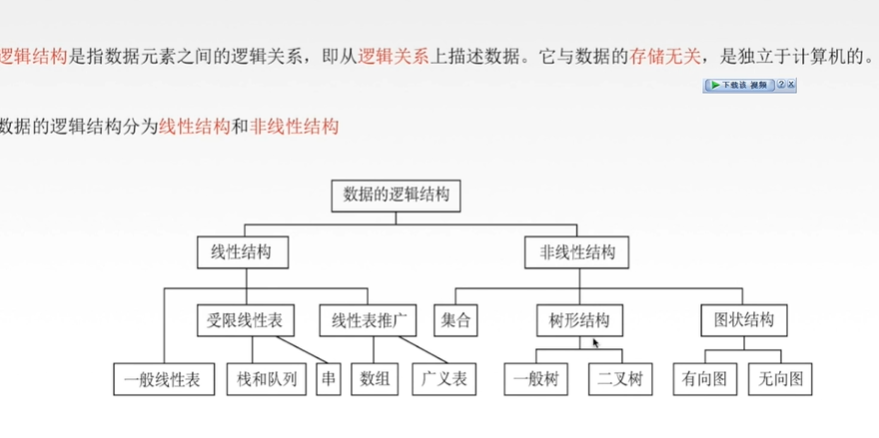 逻辑结构是指数据元素之间的逻辑关系，即从逻辑关系上描述数据。它与数据的存储无关，是独立于计算机的。
下载该 视频
数据的逻辑结构分为线性结构和非线性结构
数据的逻辑结构
线性结构
非线性结构
受限线性表
线性表推广
集合
树形结构
图状结构
一般线性表
栈和队列
串
数组
广义表
一般树
二叉树
有向图
无向图